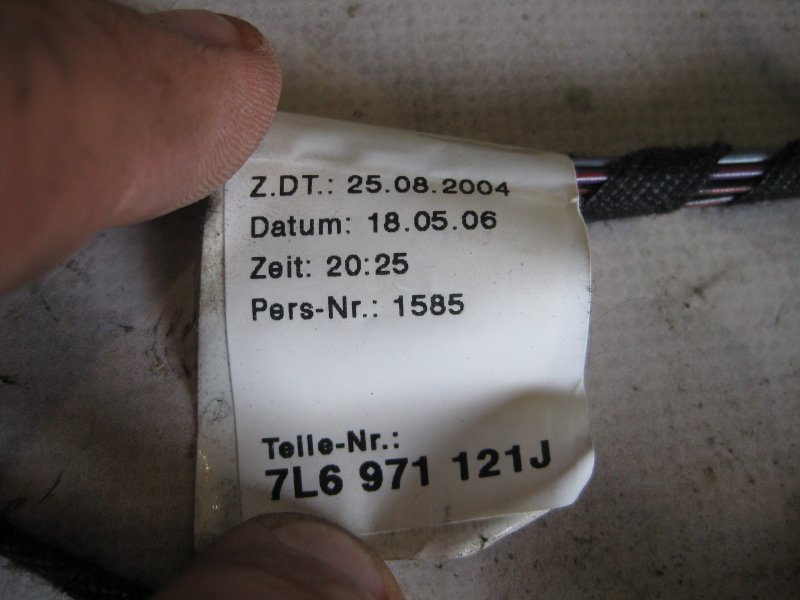 Z.DT.: 25.08.2004
Datum: 18.05.06
Zeit: 20:25
Pers-Nr.: 1585
Teile-Nr.:
7L6 971 121J